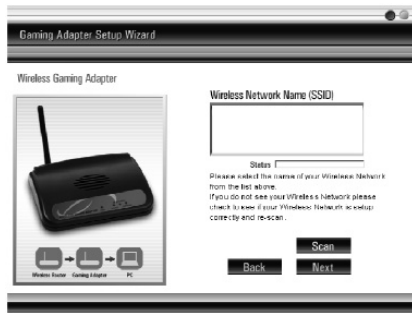 Gaming Adapter Setup Wizard
Wireless Gaming Adapter
Wireless Network Name (SSID)
Status
Please select the name of your Wireless Network
from the list above.
If you do not see your Wireless Network please
check to see if your Wireless Network is setup
correctly and re-scan.
Scan
Back Next
Wireless Router Gaming Adapter PC